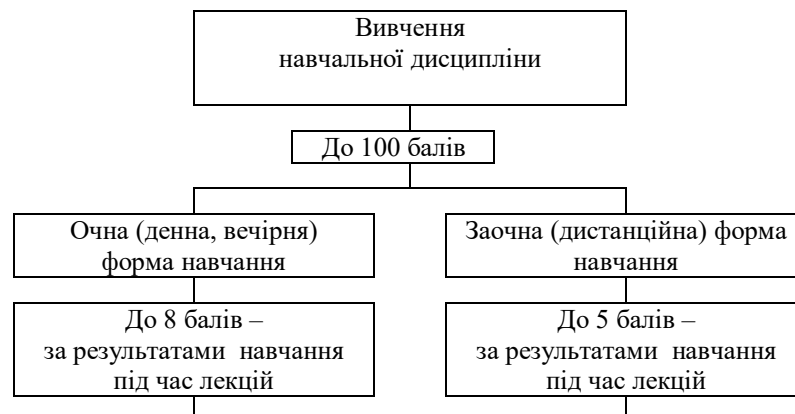 Вивчення
навчальної дисципліни
До 100 балів
Очна (денна, вечірня)
форма навчання
Заочна (дистанційна) форма
навчання
До 8 балів –
за результатами навчання
під час лекцій
До 5 балів –
за результатами навчання
під час лекцій